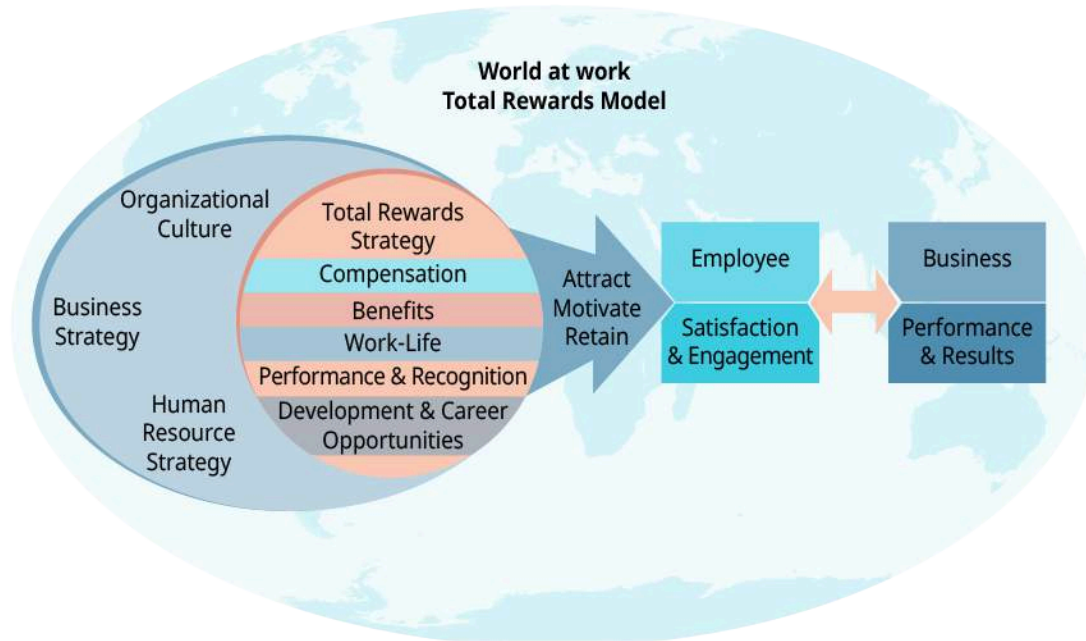 World at work
Total Rewards Model
Organizational
Culture
Business
Strategy
Human
Resource
Strategy
Total Rewards
Strategy
Compensation
Benefits
Work-Life
Performance & Recognition
Development & Career
Opportunities
Attract
Motivate
Retain
Employee
Satisfaction
& Engagement
Business
Performance
& Results